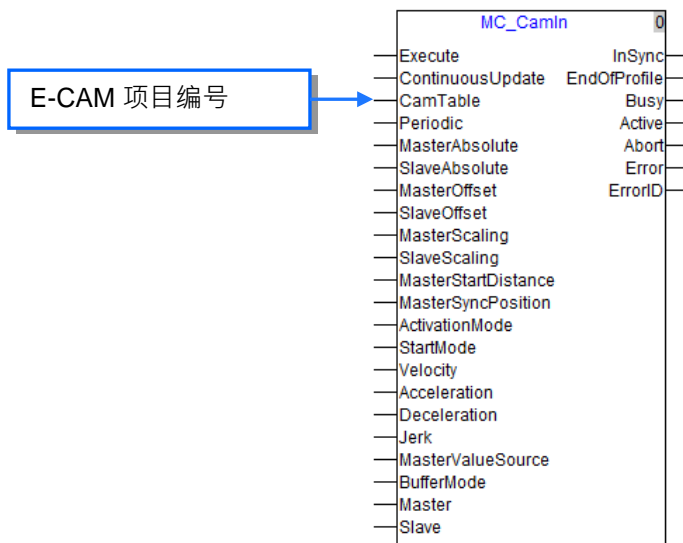 MC_CamIn 0
Execute InSync
ContinuousUpdate EndOfProfile
E-CAM 项目编号
CamTable Busy
Periodic Active
MasterAbsolute Abort
SlaveAbsolute Error
MasterOffset ErrorID
SlaveOffset
MasterScaling
SlaveScaling
MasterStartDistance
MasterSyncPosition
ActivationMode
StartMode
Velocity
Acceleration
Deceleration
Jerk
MasterValueSource
BufferMode
Master
Slave